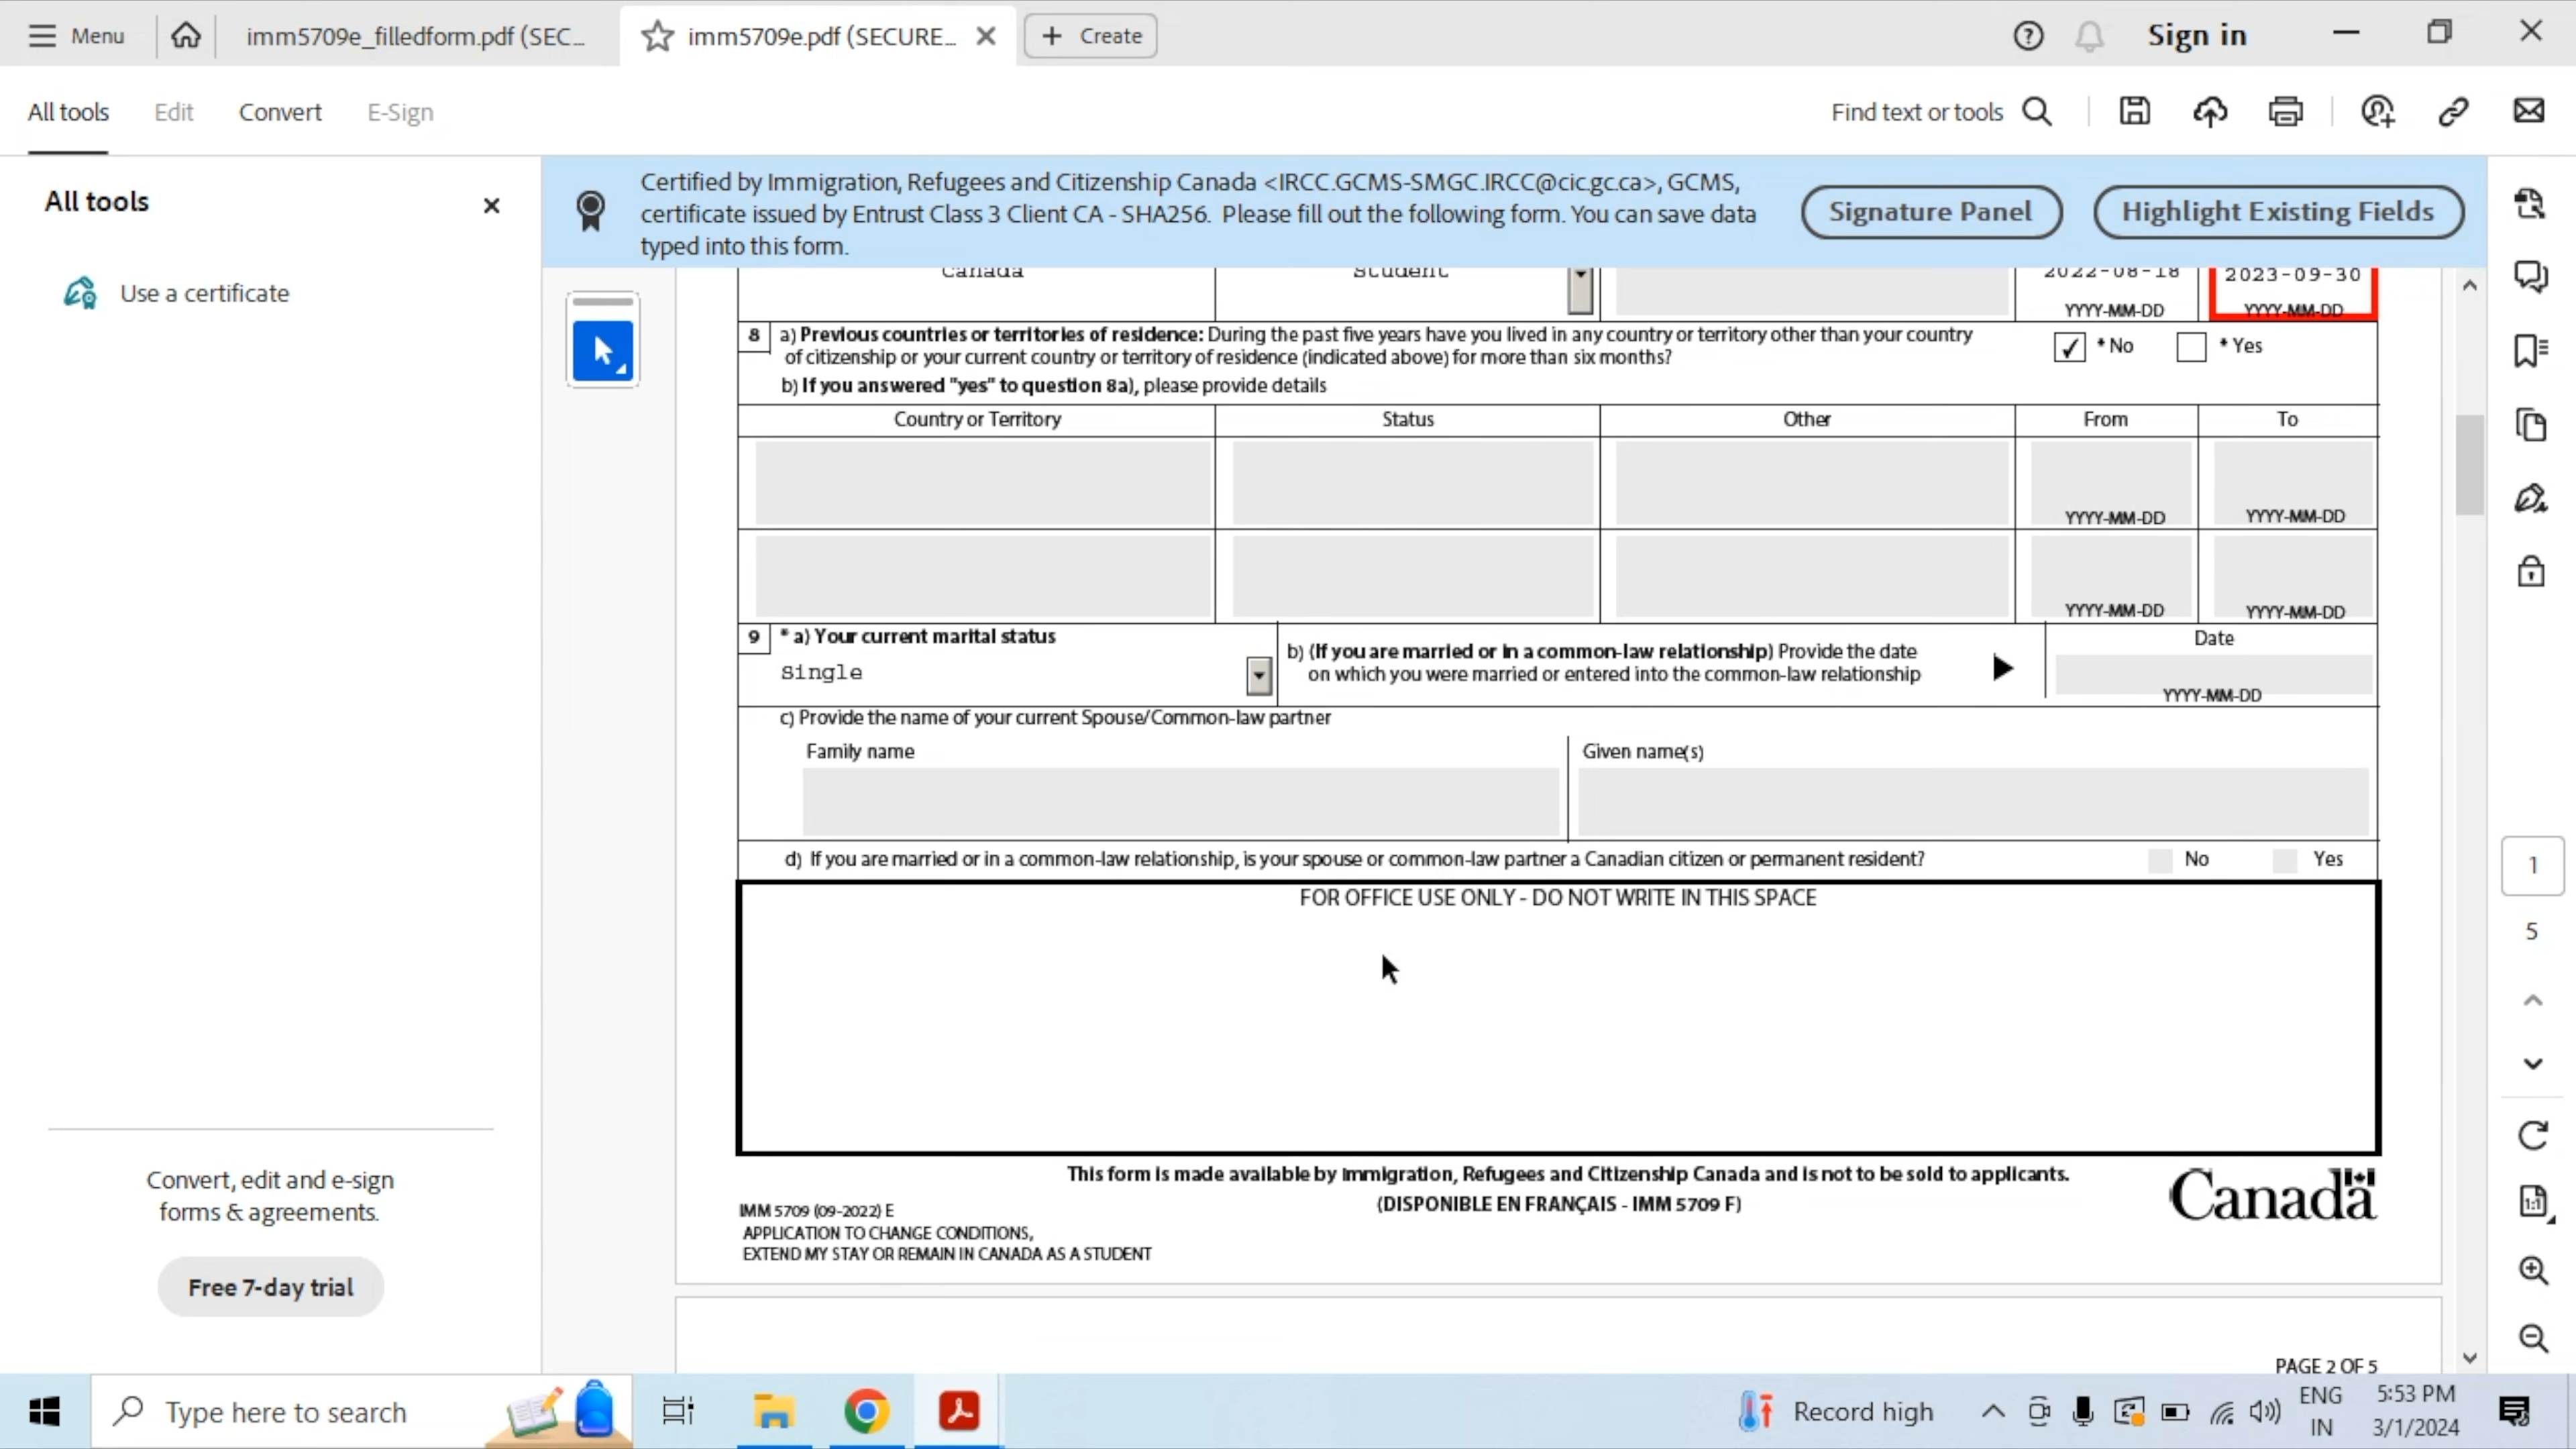 Menu
imm5709e_filledform.pdf (SEC...
imm5709e.pdf (SECURE...
Create
Sign in
All tools
Edit
Convert
E-Sign
Find text or tools
All tools
Use a certificate
Convert, edit and e-sign
forms & agreements.
Free 7-day trial
Certified by Immigration, Refugees and Citizenship Canada <IRCC.GCMS-SMGC.IRCC@cic.gc.ca>, GCMS,
certificate issued by Entrust Class 3 Client CA - SHA256. Please fill out the following form. You can save data
typed into this form.
Signature Panel
Highlight Existing Fields
Canada
Student
2022-08-18
2023-09-30
YYYY-MM-DD
YYYY-MM-DD
8 a) Previous countries or territories of residence: During the past five years have you lived in any country or territory other than your country
of citizenship or your current country or territory of residence (indicated above) for more than six months?
* No
* Yes
b) If you answered "yes" to question 8a), please provide details
Country or Territory
Status
Other
From
To
YYYY-MM-DD
YYYY-MM-DD
YYYY-MM-DD
YYYY-MM-DD
9 * a) Your current marital status
Single
b) (If you are married or in a common-law relationship) Provide the date
on which you were married or entered into the common-law relationship
Date
YYYY-MM-DD
c) Provide the name of your current Spouse/Common-law partner
Family name
Given name(s)
d) If you are married or in a common-law relationship, is your spouse or common-law partner a Canadian citizen or permanent resident?
No
Yes
FOR OFFICE USE ONLY - DO NOT WRITE IN THIS SPACE
This form is made available by Immigration, Refugees and Citizenship Canada and is not to be sold to applicants.
(DISPONIBLE EN FRANÇAIS - IMM 5709 F)
IMM 5709 (09-2022) E
APPLICATION TO CHANGE CONDITIONS,
EXTEND MY STAY OR REMAIN IN CANADA AS A STUDENT
Canada
PAGE 2 OF 5
1
5
1:1
Type here to search
Record high
ENG
IN
5:53 PM
3/1/2024